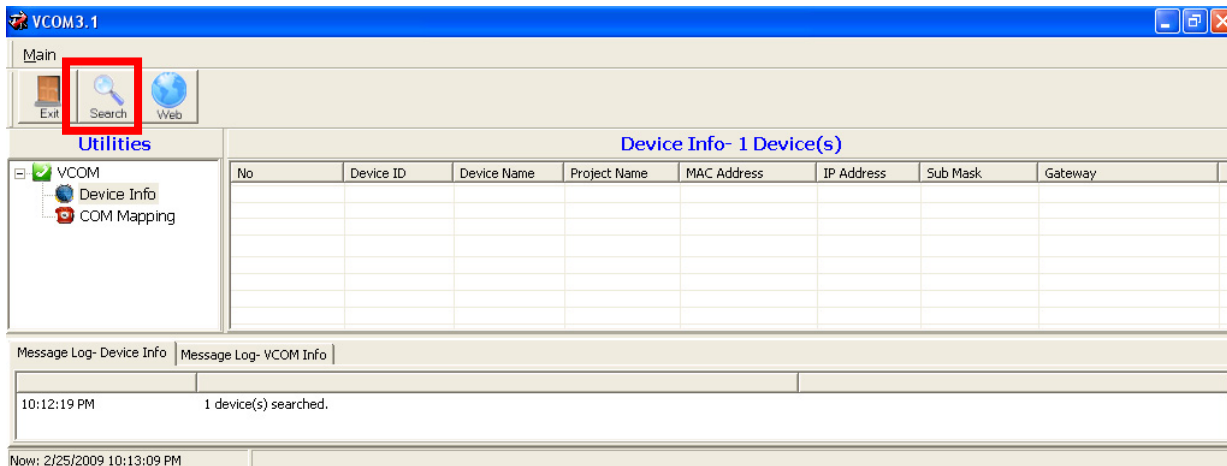 VCOM3.1
Main
Exit Search Web
Utilities
Device Info- 1 Device(s)
VCOM
Device Info
COM Mapping
No Device ID Device Name Project Name MAC Address IP Address Sub Mask Gateway
Message Log- Device Info Message Log- VCOM Info
10:12:19 PM 1 device(s) searched.
Now: 2/25/2009 10:13:09 PM